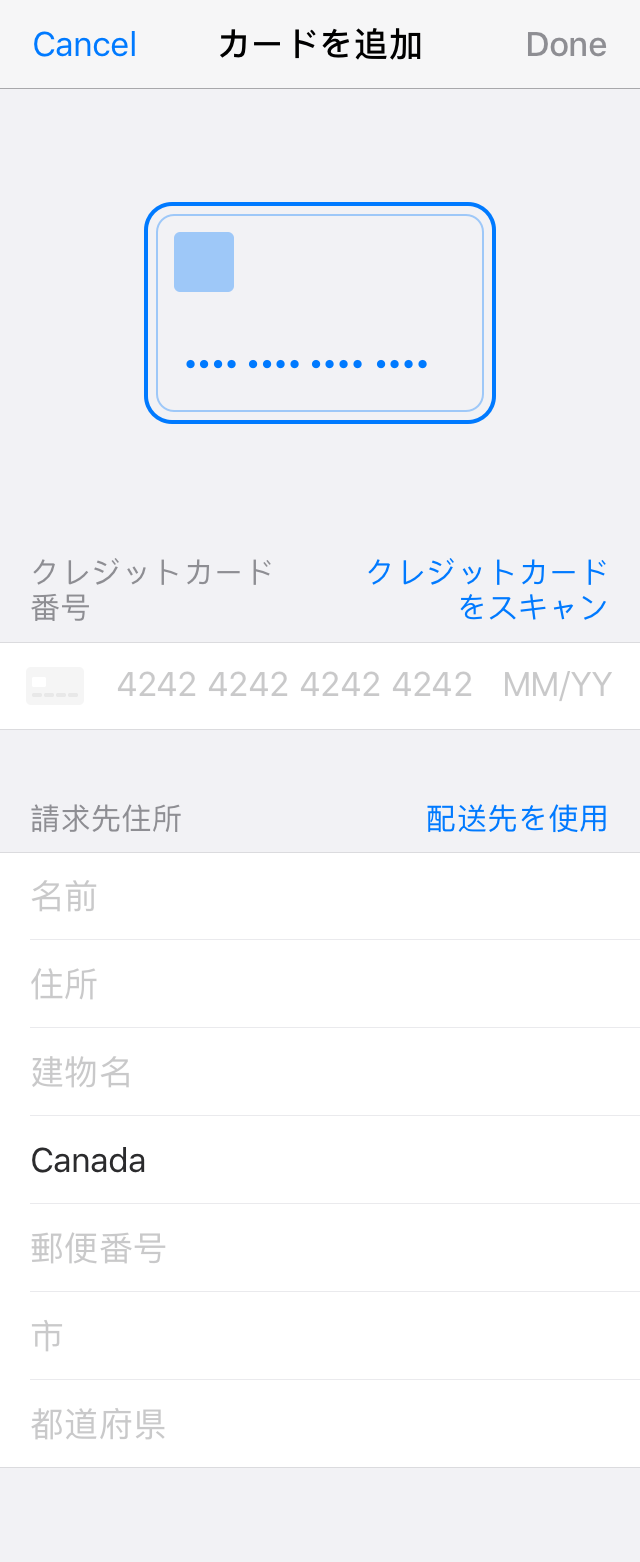 Cancel カードを追加 Done
クレジットカード
番号
クレジットカード
をスキャン
4242 4242 4242 4242 MM/YY
請求先住所 配送先を使用
名前
住所
建物名
Canada
郵便番号
市
都道府県